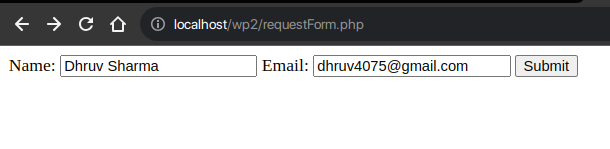 localhost/wp2/requestForm.php
Name: Dhruv Sharma Email: dhruv4075@gmail.com Submit